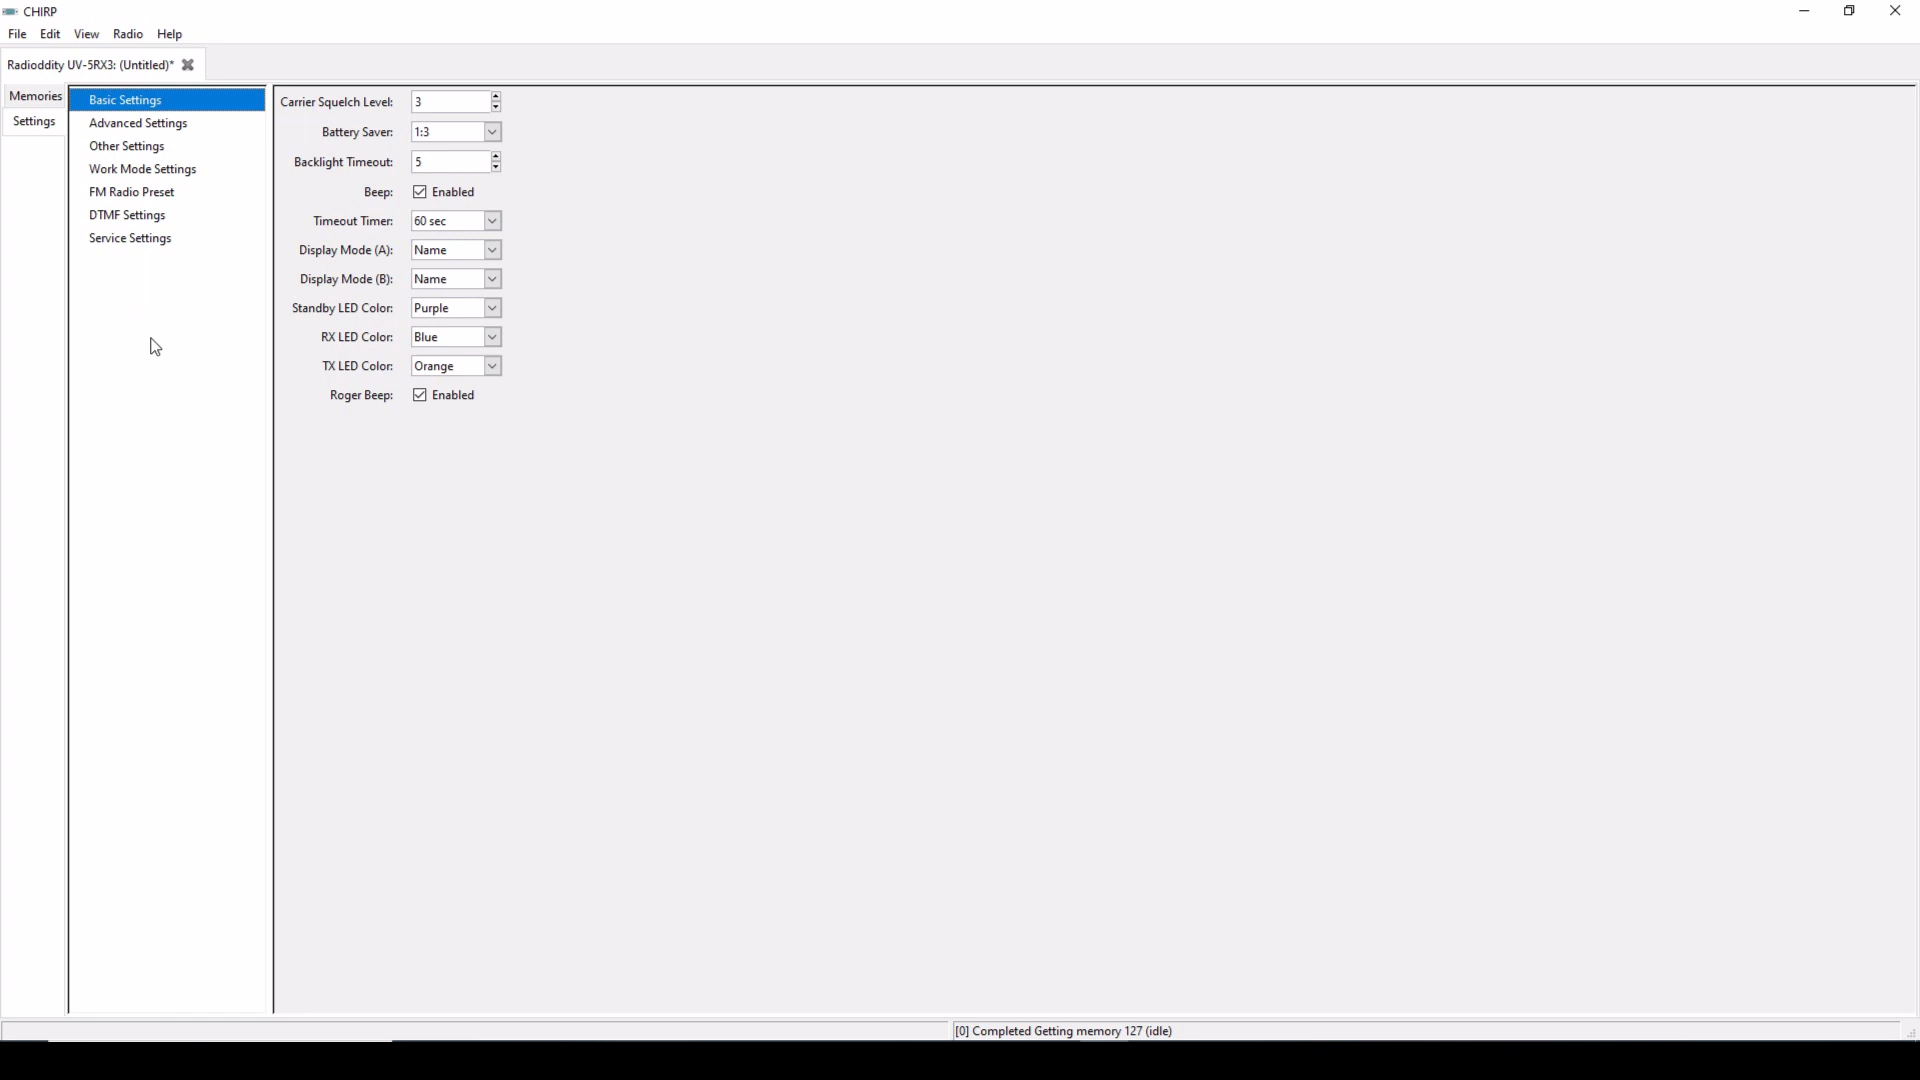 CHIRP
File Edit View Radio Help
Radioddity UV-5RX3: (Untitled)*
Memories
Settings
Basic Settings
Advanced Settings
Other Settings
Work Mode Settings
FM Radio Preset
DTMF Settings
Service Settings
Carrier Squelch Level: 3
Battery Saver: 1:3
Backlight Timeout: 5
Beep: Enabled
Timeout Timer: 60 sec
Display Mode (A): Name
Display Mode (B): Name
Standby LED Color: Purple
RX LED Color: Blue
TX LED Color: Orange
Roger Beep: Enabled
[0] Completed Getting memory 127 (idle)